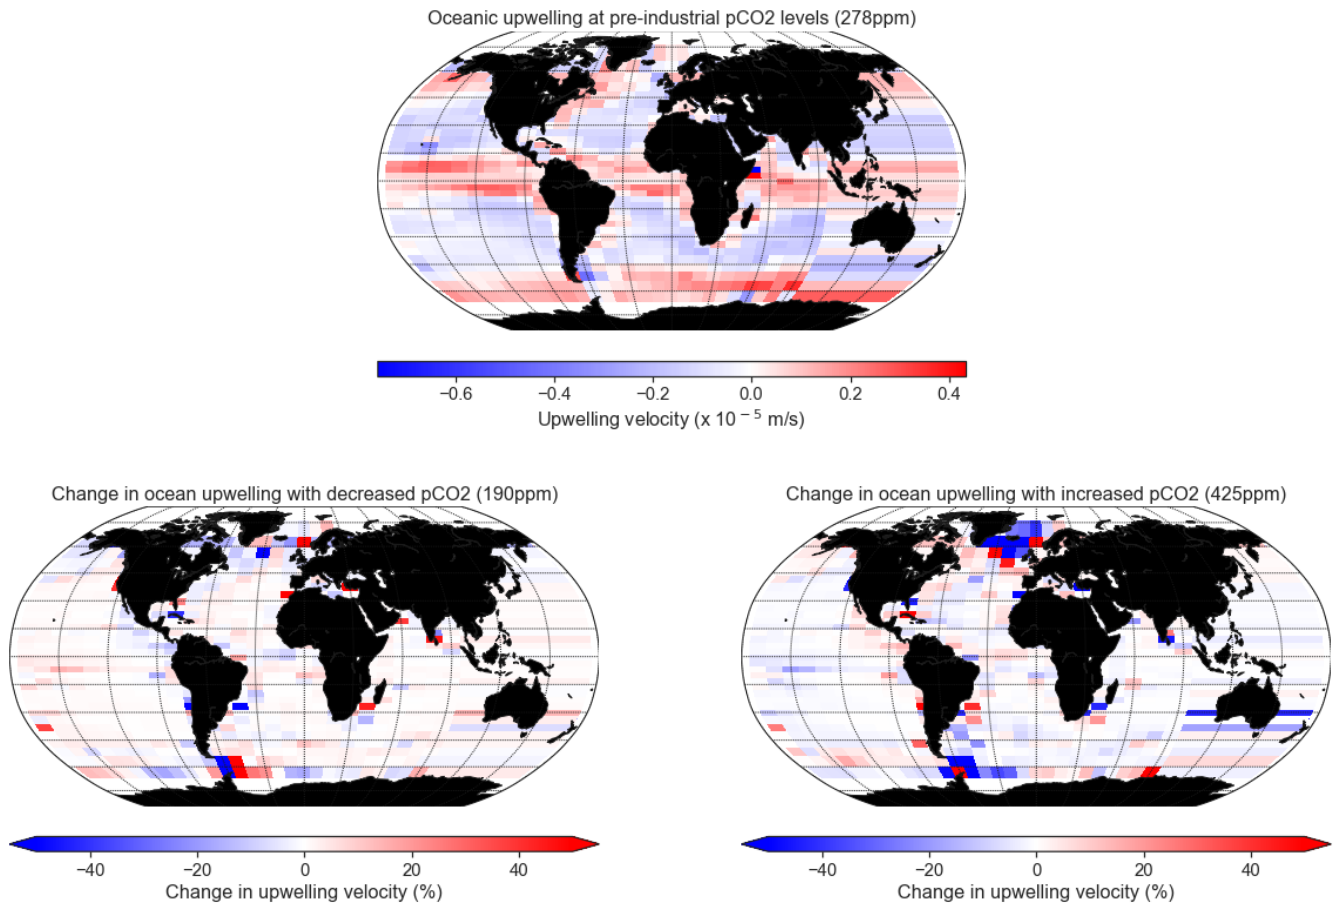 Oceanic upwelling at pre-industrial pCO2 levels (278ppm)
−0.6 −0.4 −0.2 0.0 0.2 0.4
Upwelling velocity (x 10⁻⁵ m/s)
Change in ocean upwelling with decreased pCO2 (190ppm)
−40 −20 0 20 40
Change in upwelling velocity (%)
Change in ocean upwelling with increased pCO2 (425ppm)
−40 −20 0 20 40
Change in upwelling velocity (%)